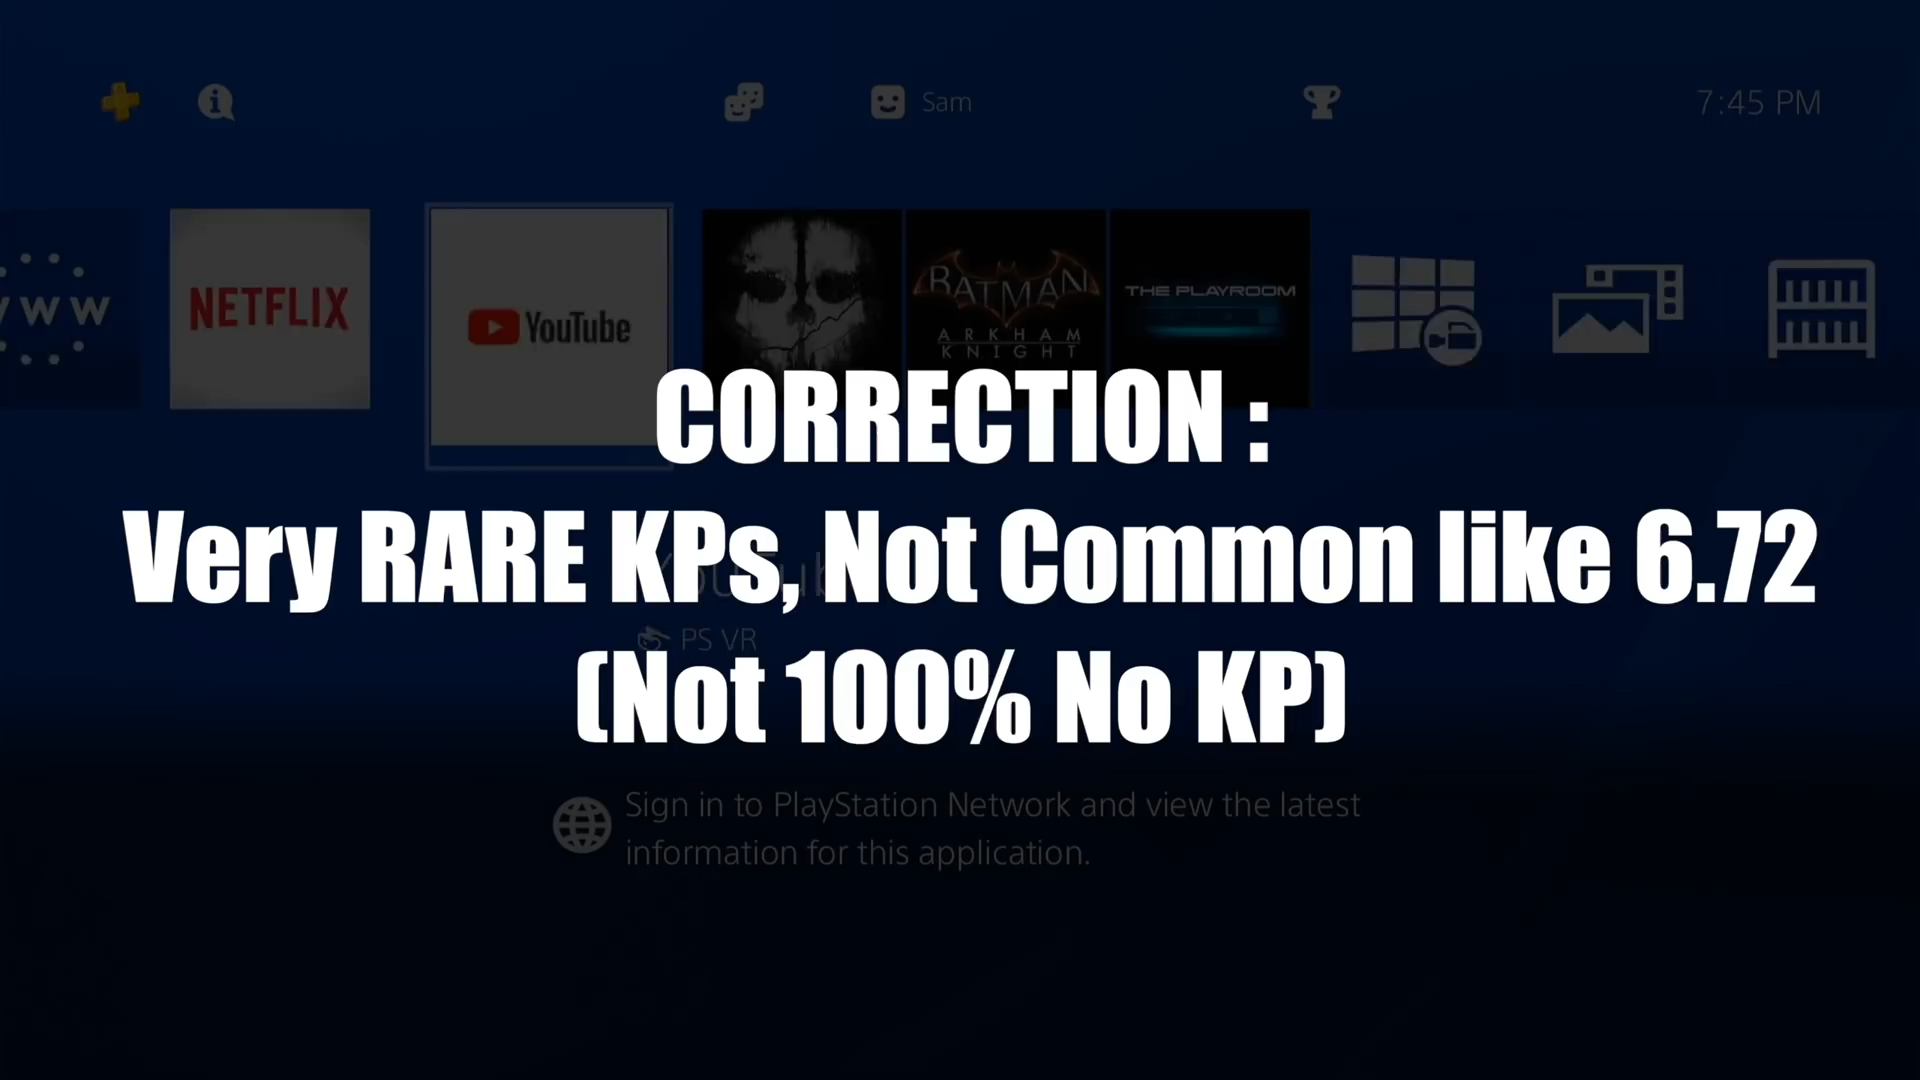 Sam
7:45 PM
WWW
NETFLIX
YouTube
BATMAN
ARKHAM
KNIGHT
THE PLAYROOM
CORRECTION :
Very RARE KPs, Not Common like 6.72
YouTube
PS VR
(Not 100% No KP)
Sign in to PlayStation Network and view the latest
information for this application.